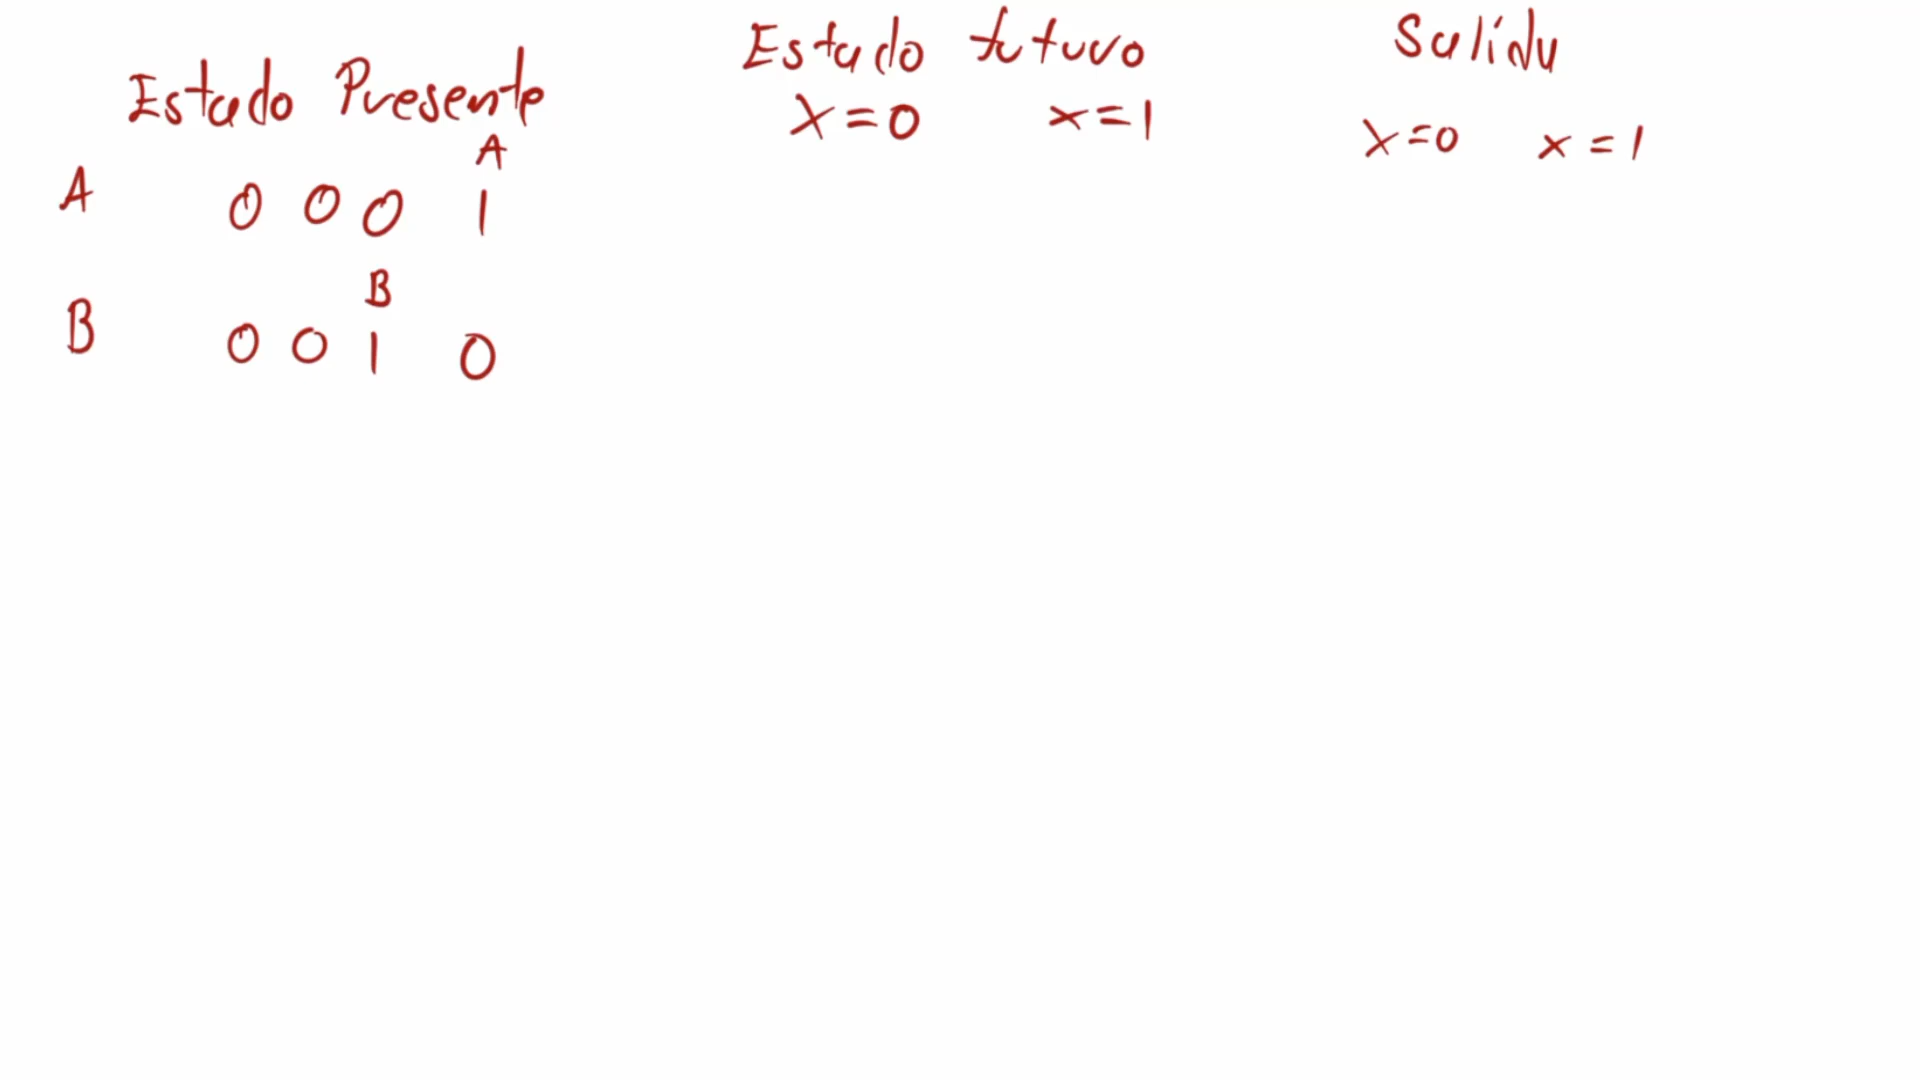 Estado Presente Estado futuro Salida
X=0 x=1 X=0 x=1
A
A 0 0 0 1
B
B 0 0 1 0